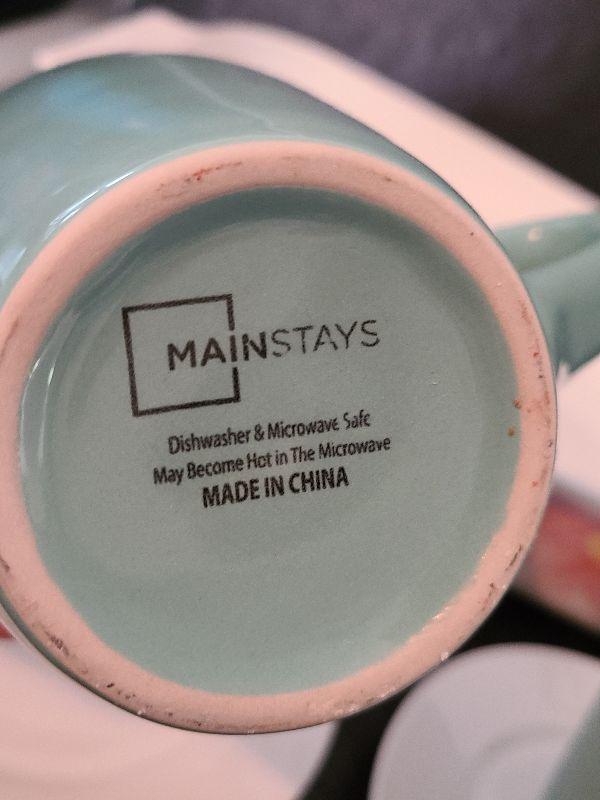 MAINSTAYS
Dishwasher & Microwave Safe
May Become Hot in The Microwave
MADE IN CHINA